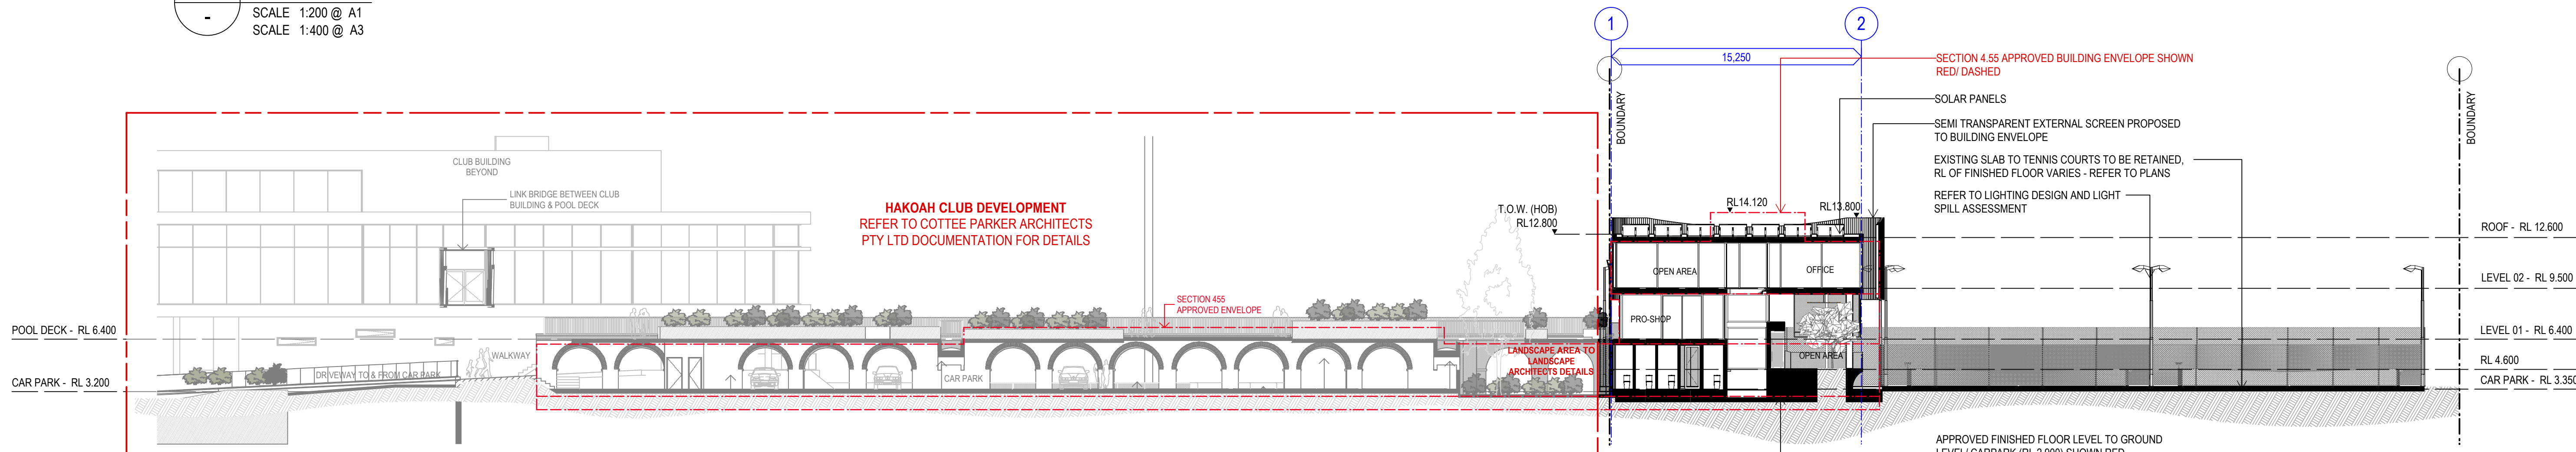 -
SCALE 1:200 @ A1
SCALE 1:400 @ A3
1
2
15,250
SECTION 4.55 APPROVED BUILDING ENVELOPE SHOWN
RED/ DASHED
BOUNDARY
BOUNDARY
SOLAR PANELS
SEMI TRANSPARENT EXTERNAL SCREEN PROPOSED
TO BUILDING ENVELOPE
EXISTING SLAB TO TENNIS COURTS TO BE RETAINED,
RL OF FINISHED FLOOR VARIES - REFER TO PLANS
REFER TO LIGHTING DESIGN AND LIGHT
SPILL ASSESSMENT
CLUB BUILDING
BEYOND
LINK BRIDGE BETWEEN CLUB
BUILDING & POOL DECK
HAKOAH CLUB DEVELOPMENT
REFER TO COTTEE PARKER ARCHITECTS
PTY LTD DOCUMENTATION FOR DETAILS
T.O.W. (HOB)
RL12.800
RL14.120
RL13.800
ROOF - RL 12.600
OPEN AREA
OFFICE
LEVEL 02 - RL 9.500
SECTION 455
APPROVED ENVELOPE
PRO-SHOP
POOL DECK - RL 6.400
LEVEL 01 - RL 6.400
WALKWAY
LANDSCAPE AREA TO
LANDSCAPE
ARCHITECTS DETAILS
OPEN AREA
RL 4.600
DRIVEWAY TO & FROM CAR PARK
CAR PARK
CAR PARK - RL 3.200
CAR PARK - RL 3.350
APPROVED FINISHED FLOOR LEVEL TO GROUND
LEVEL/ CARPARK (RL 2.900) SHOWN RED